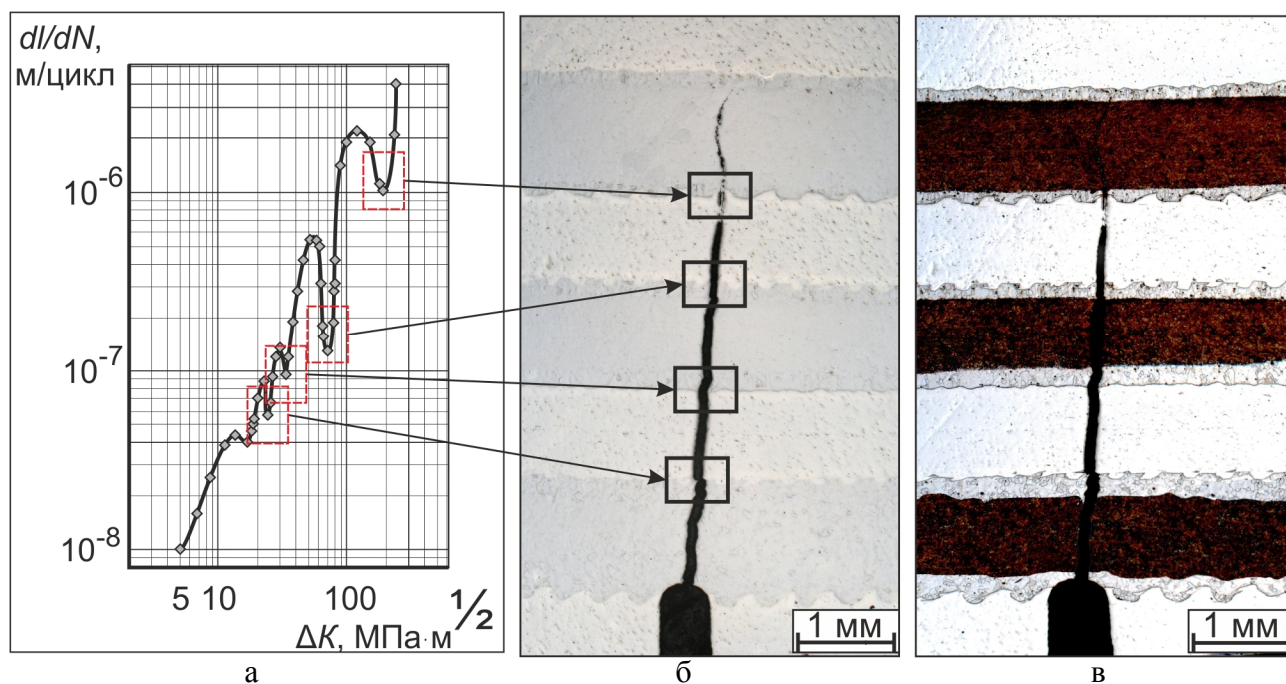 dl/dN,
м/цикл
10-6
10-7
10-8
5 10 100 1/2
ΔK, МПа·м
1 мм
1 мм
а б в